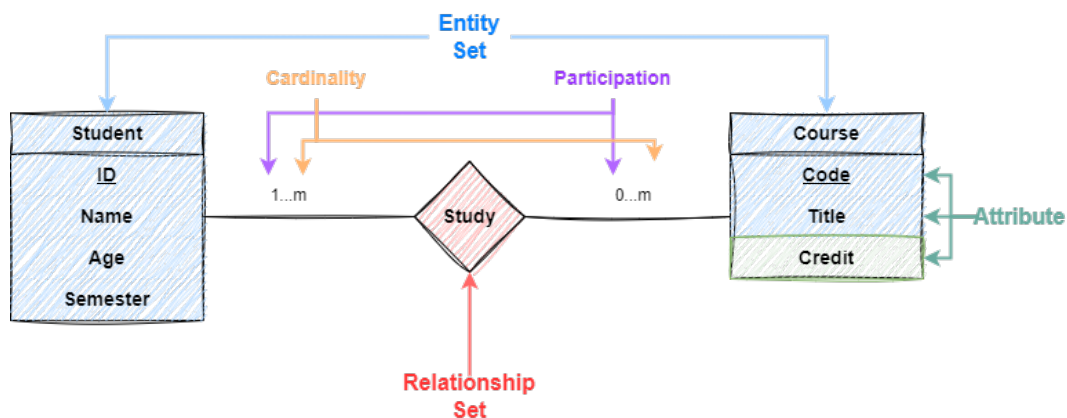 Entity
Set
Cardinality
Participation
Student
ID
Name
Age
Semester
1...m
Study
0...m
Course
Code
Title
Credit
Attribute
Relationship
Set